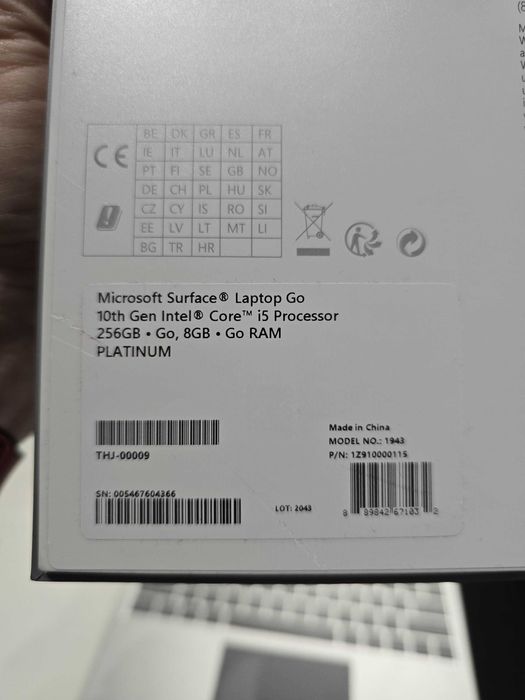 CE
BE DK GR ES FR
IE IT LU NL AT
PT FI SE GB NO
DE CH PL HU SK
CZ CY IS RO SI
EE LV LT MT LI
BG TR HR
Microsoft Surface® Laptop Go
10th Gen Intel® Core™ i5 Processor
256GB • Go, 8GB • Go RAM
PLATINUM
THJ-00009
SN: 005467604366
LOT: 2043
Made in China
MODEL NO.: 1943
P/N: 1Z910000115
8 89842 67103 2